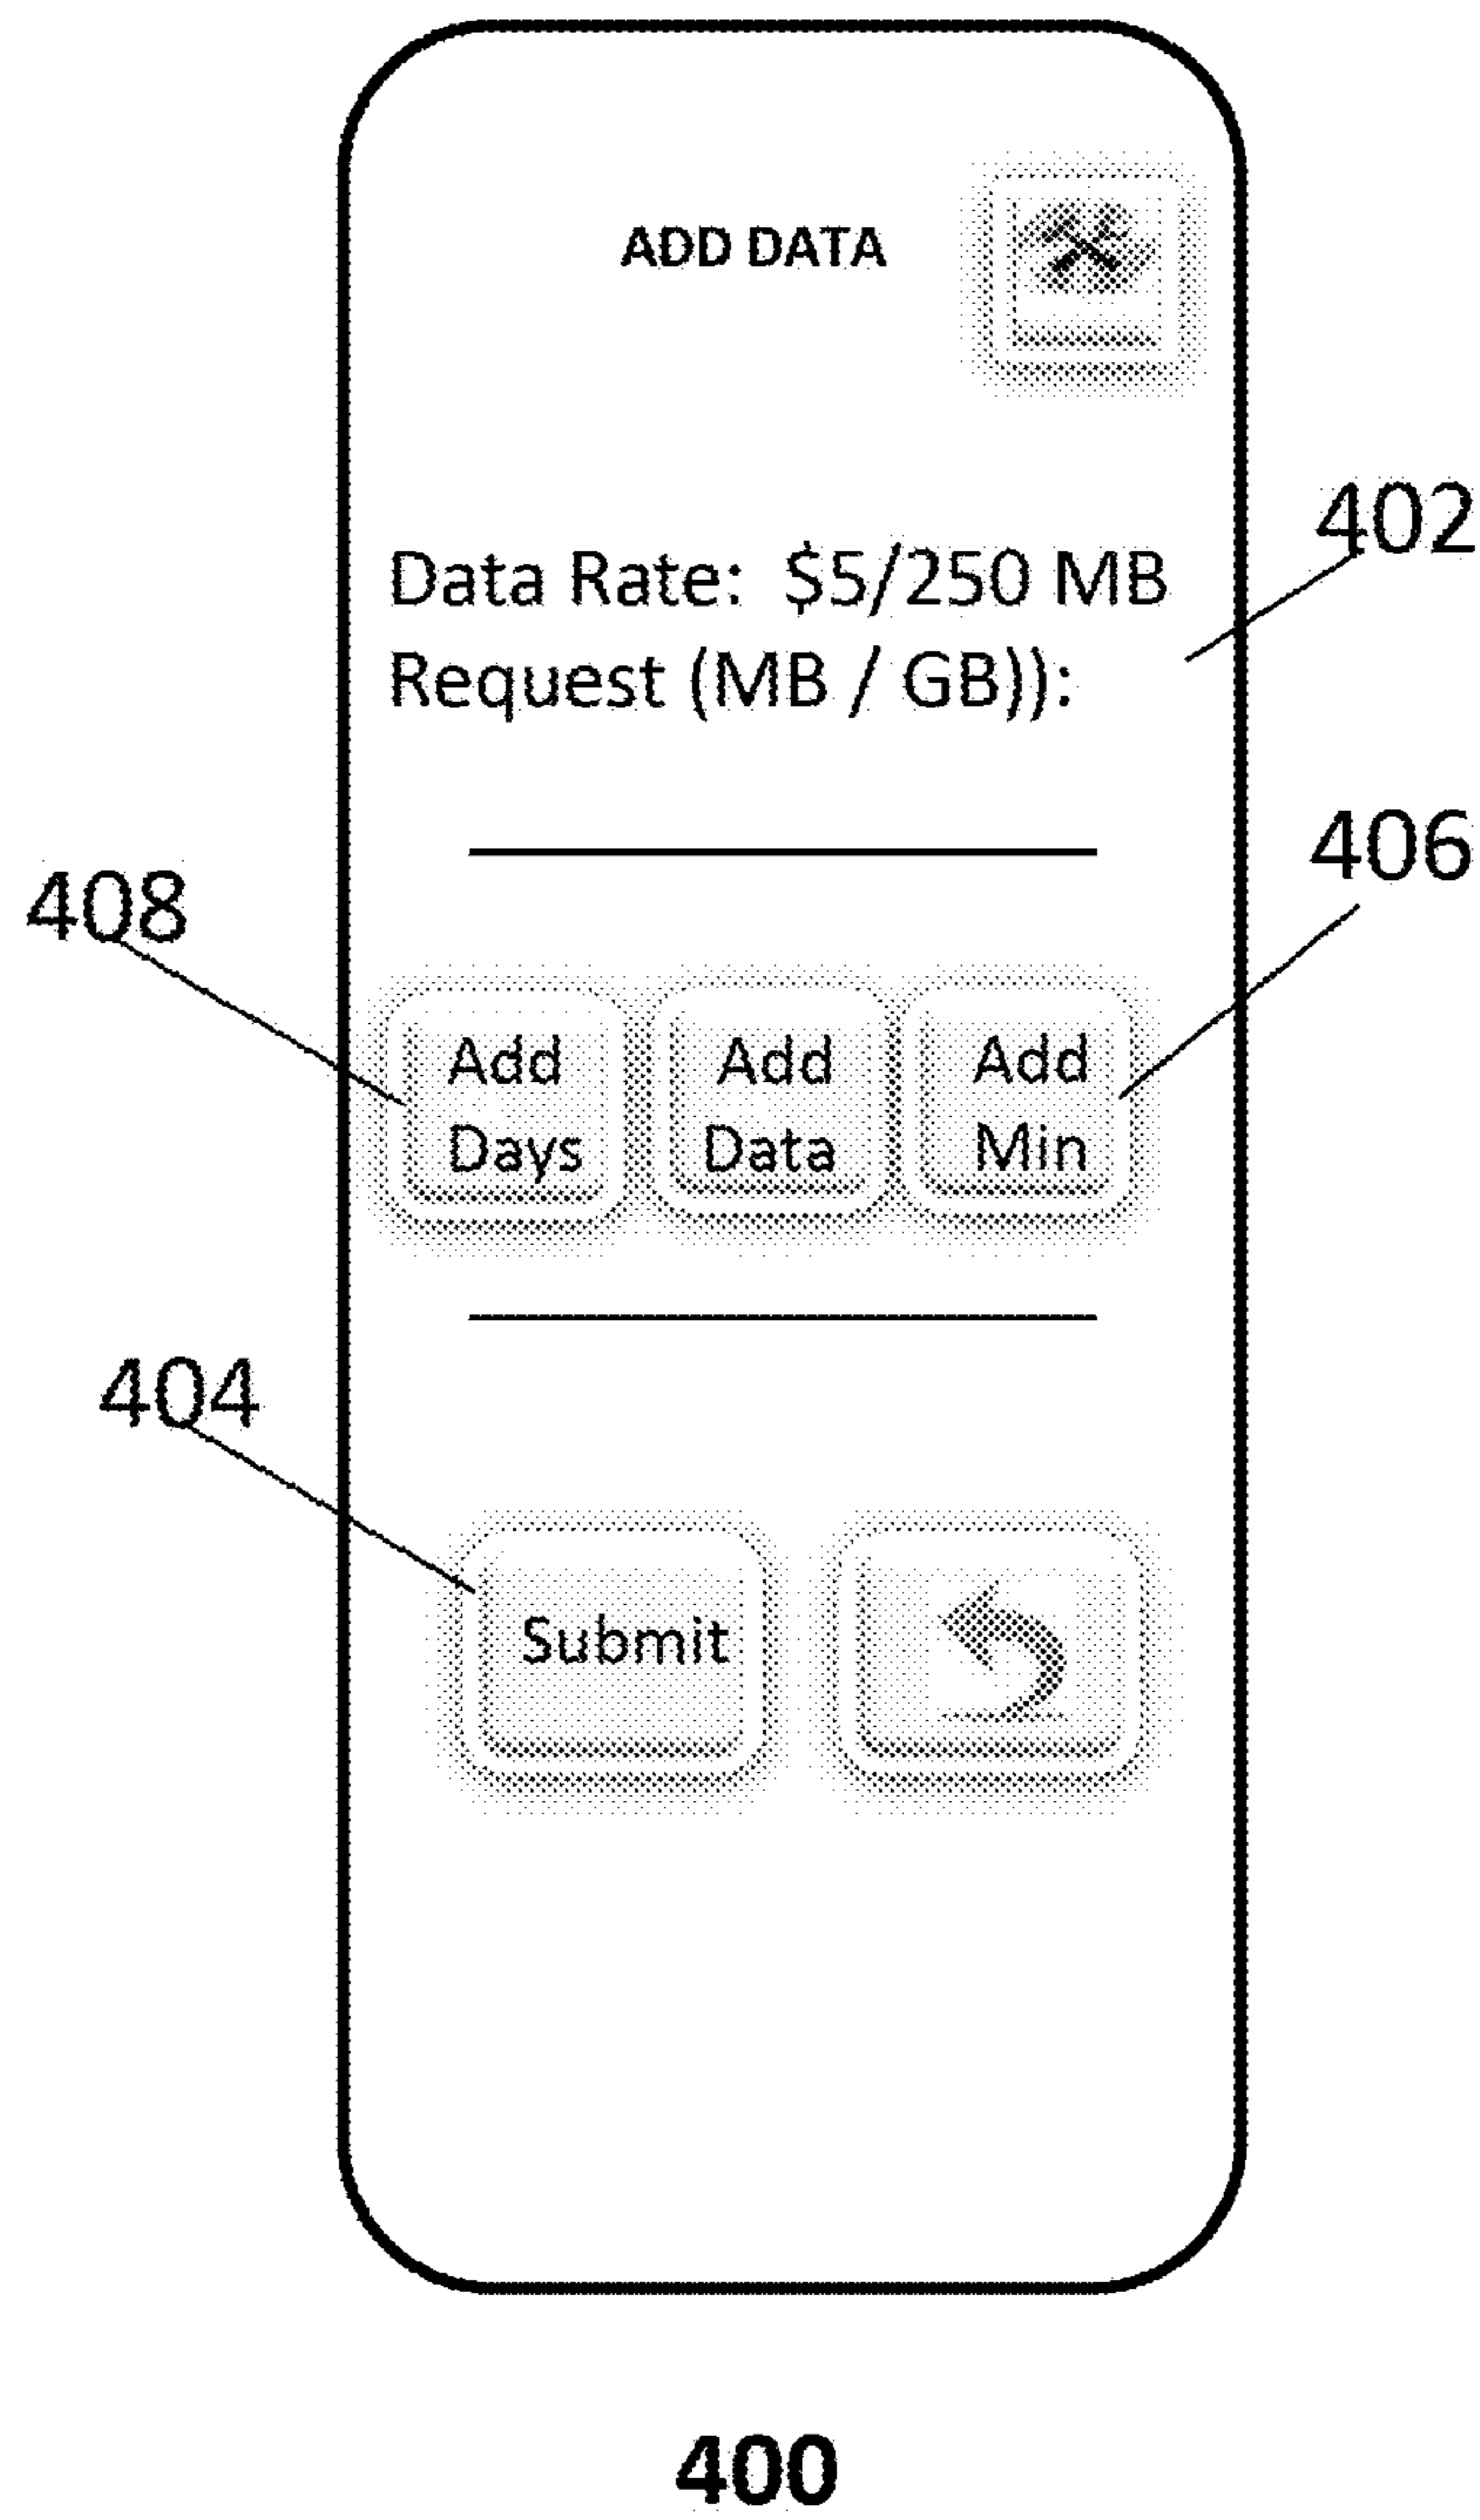 ADD DATA
402
Data Rate: $5/250 MB
Request (MB / GB)):
406
408
Add Days
Add Data
Add Min
404
Submit
400